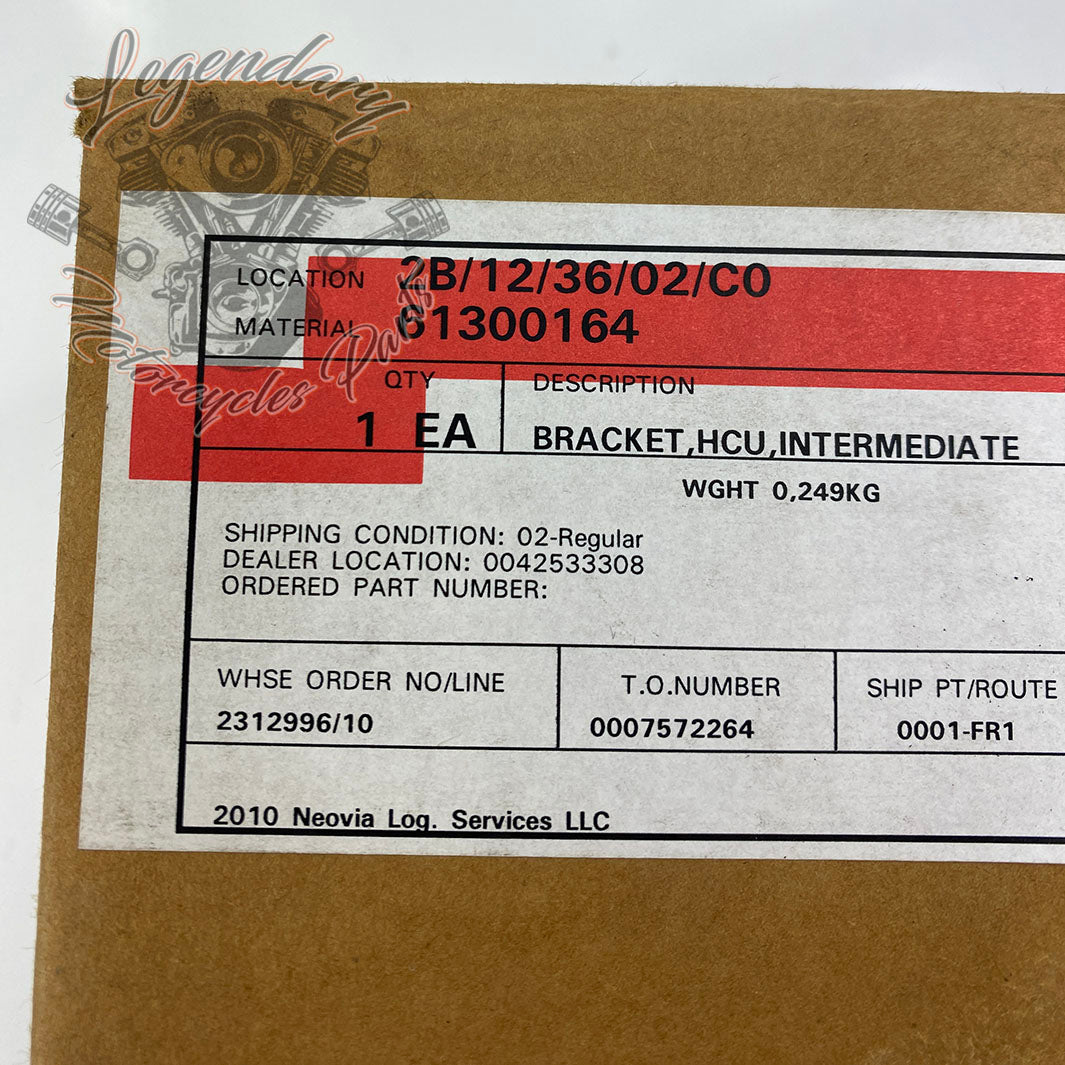 Legendary
Motorcycles Parts
LOCATION 2B/12/36/02/C0
MATERIAL 61300164
QTY DESCRIPTION
1 EA BRACKET,HCU,INTERMEDIATE
WGHT 0,249KG
SHIPPING CONDITION: 02-Regular
DEALER LOCATION: 0042533308
ORDERED PART NUMBER:
WHSE ORDER NO/LINE T.O.NUMBER SHIP PT/ROUTE
2312996/10 0007572264 0001-FR1
2010 Neovia Log. Services LLC